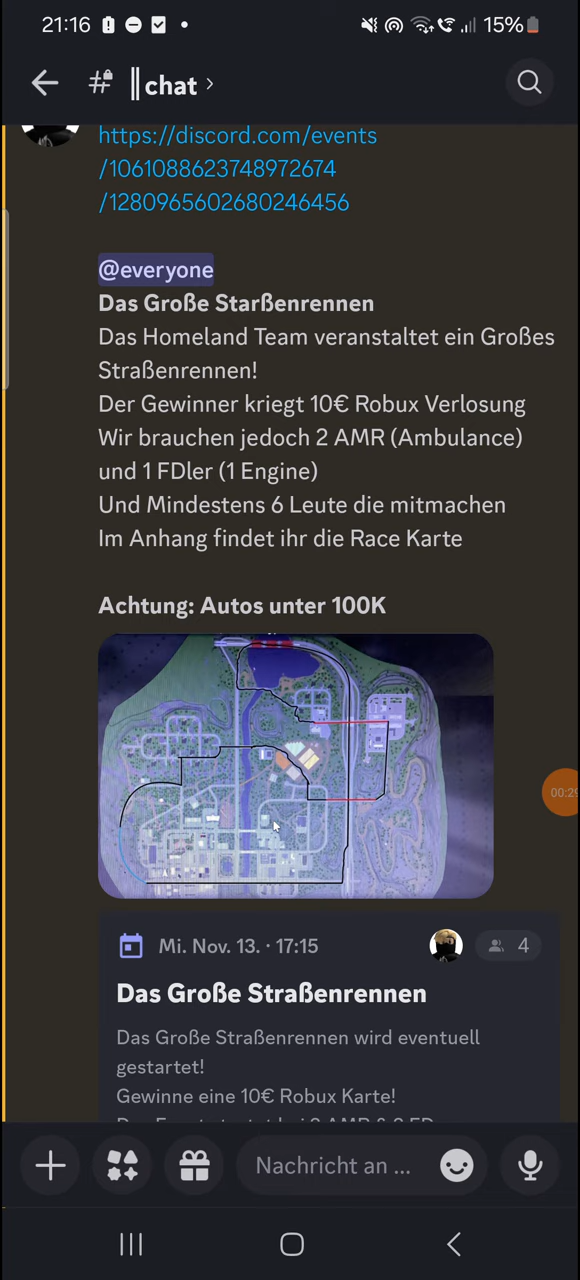 21:16
15%
chat
https://discord.com/events
/1061088623748972674
/1280965602680246456
@everyone
Das Große Starßenrennen
Das Homeland Team veranstaltet ein Großes
Straßenrennen!
Der Gewinner kriegt 10€ Robux Verlosung
Wir brauchen jedoch 2 AMR (Ambulance)
und 1 FDler (1 Engine)
Und Mindestens 6 Leute die mitmachen
Im Anhang findet ihr die Race Karte
Achtung: Autos unter 100K
00:29
Mi. Nov. 13. · 17:15
4
Das Große Straßenrennen
Das Große Straßenrennen wird eventuell
gestartet!
Gewinne eine 10€ Robux Karte!
Nachricht an ...